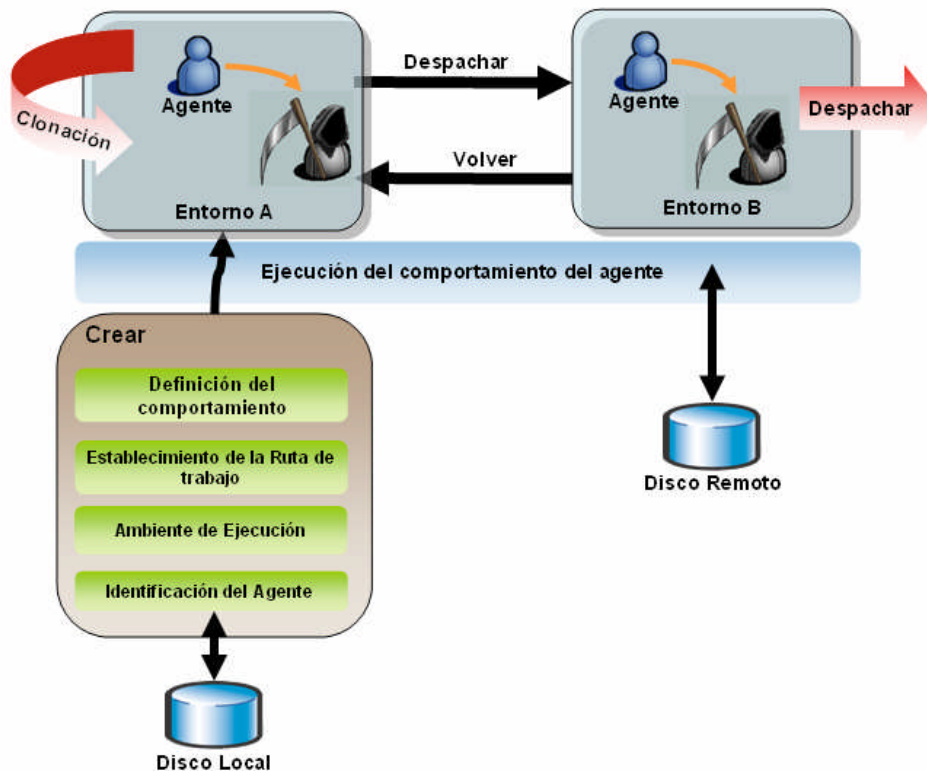 Clonación
Agente
Entorno A
Despachar
Volver
Agente
Entorno B
Despachar
Ejecución del comportamiento del agente
Crear
Definición del
comportamiento
Establecimiento de la Ruta de
trabajo
Ambiente de Ejecución
Identificación del Agente
Disco Local
Disco Remoto